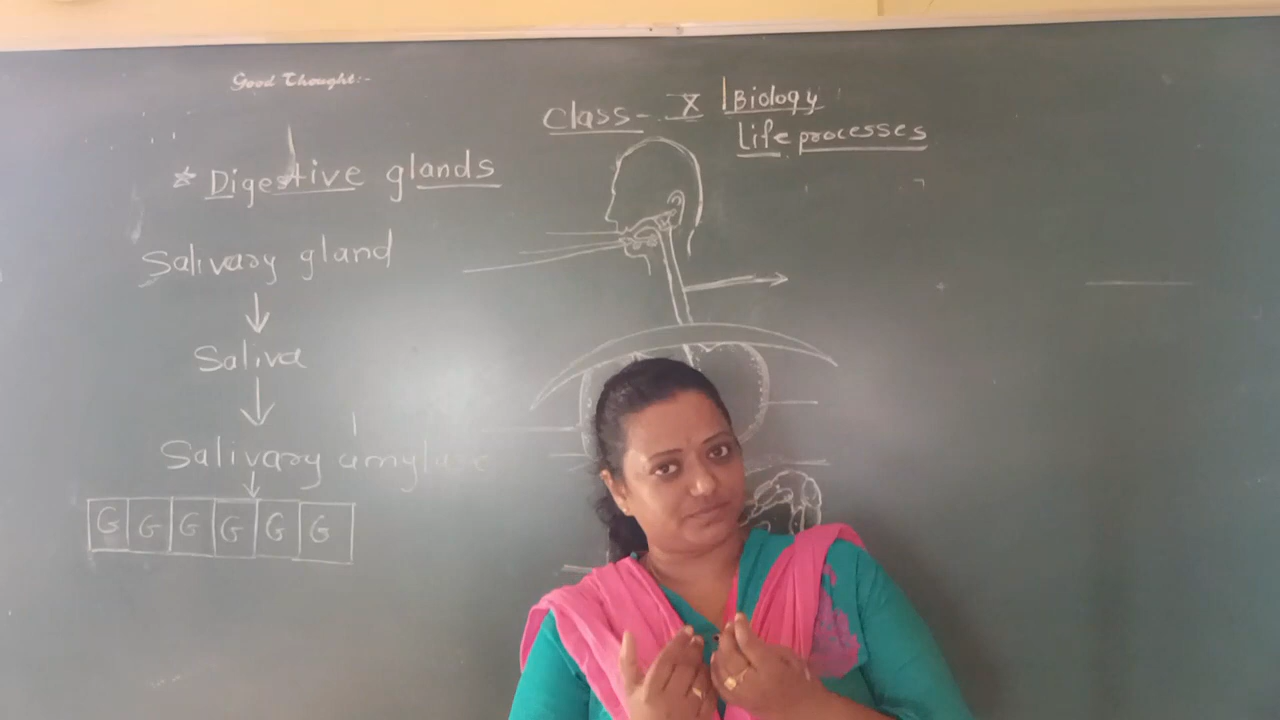 Good Thought:-
Class- X Biology
Life processes
* Digestive glands
Salivary gland
Saliva
Salivary amylase
G G G G G G